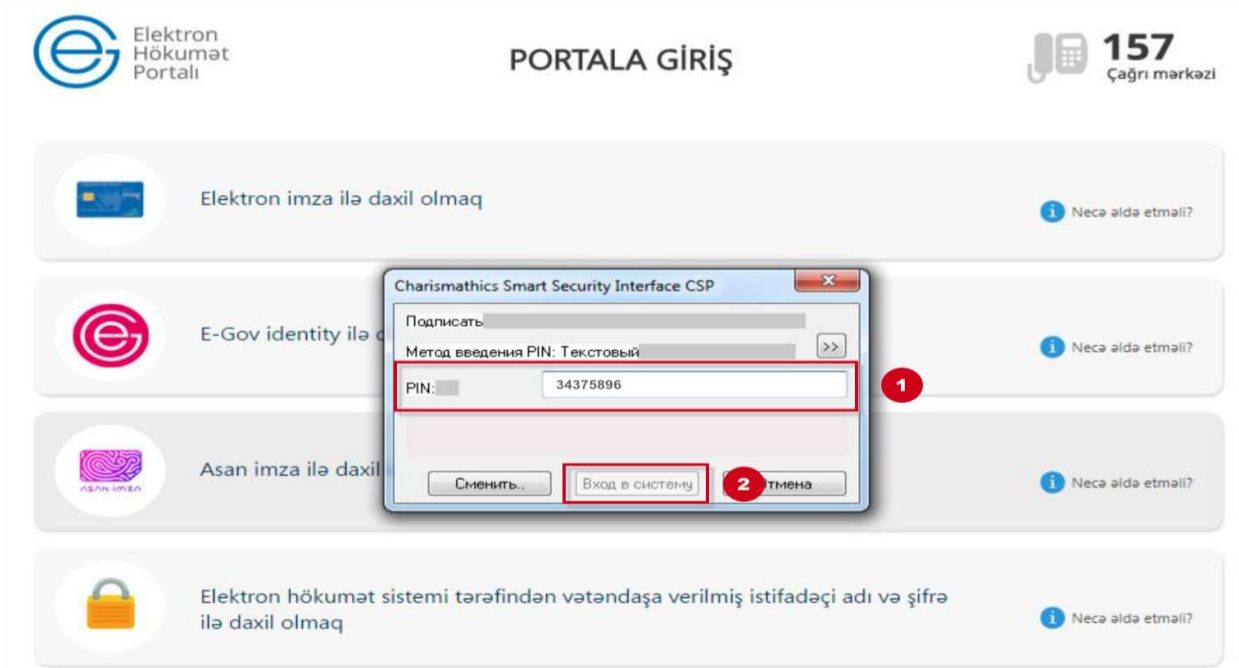 Elektron
Hökumət
Portalı
PORTALA GİRİŞ
157
Çağrı mərkəzi
Elektron imza ilə daxil olmaq
Necə əldə etməli?
Charismathics Smart Security Interface CSP
Подписать
E-Gov identity ilə
Метод введения PIN: Текстовый
>>
Necə əldə etməli?
PIN:
34375896
1
Asan imza ilə daxil
ASAN İMZA
Сменить..
Вход в систему
2
Necə əldə etməli?
Elektron hökumət sistemi tərəfindən vətəndaşa verilmiş istifadəçi adı və şifrə
ilə daxil olmaq
Necə əldə etməli?